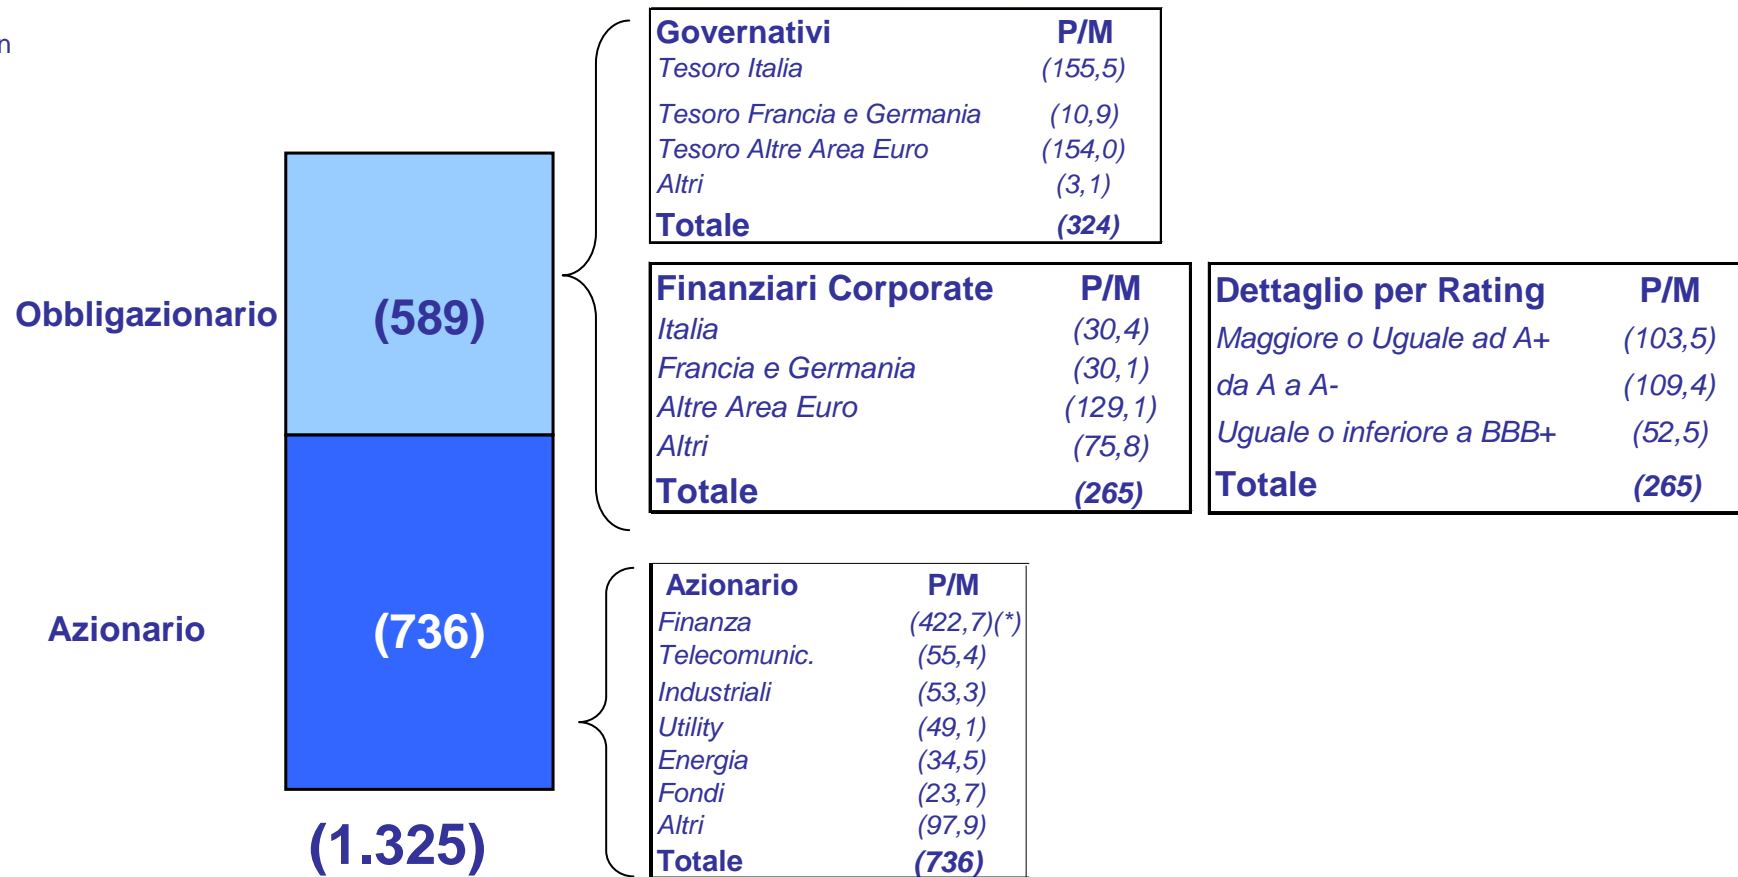 n
Governativi P/M
Tesoro Italia (155,5)
Tesoro Francia e Germania (10,9)
Tesoro Altre Area Euro (154,0)
Altri (3,1)
Totale (324)
Obbligazionario (589)
Finanziari Corporate P/M
Italia (30,4)
Francia e Germania (30,1)
Altre Area Euro (129,1)
Altri (75,8)
Totale (265)
Dettaglio per Rating P/M
Maggiore o Uguale ad A+ (103,5)
da A a A- (109,4)
Uguale o inferiore a BBB+ (52,5)
Totale (265)
Azionario (736)
Azionario P/M
Finanza (422,7)(*)
Telecomunic. (55,4)
Industriali (53,3)
Utility (49,1)
Energia (34,5)
Fondi (23,7)
Altri (97,9)
Totale (736)
(1.325)